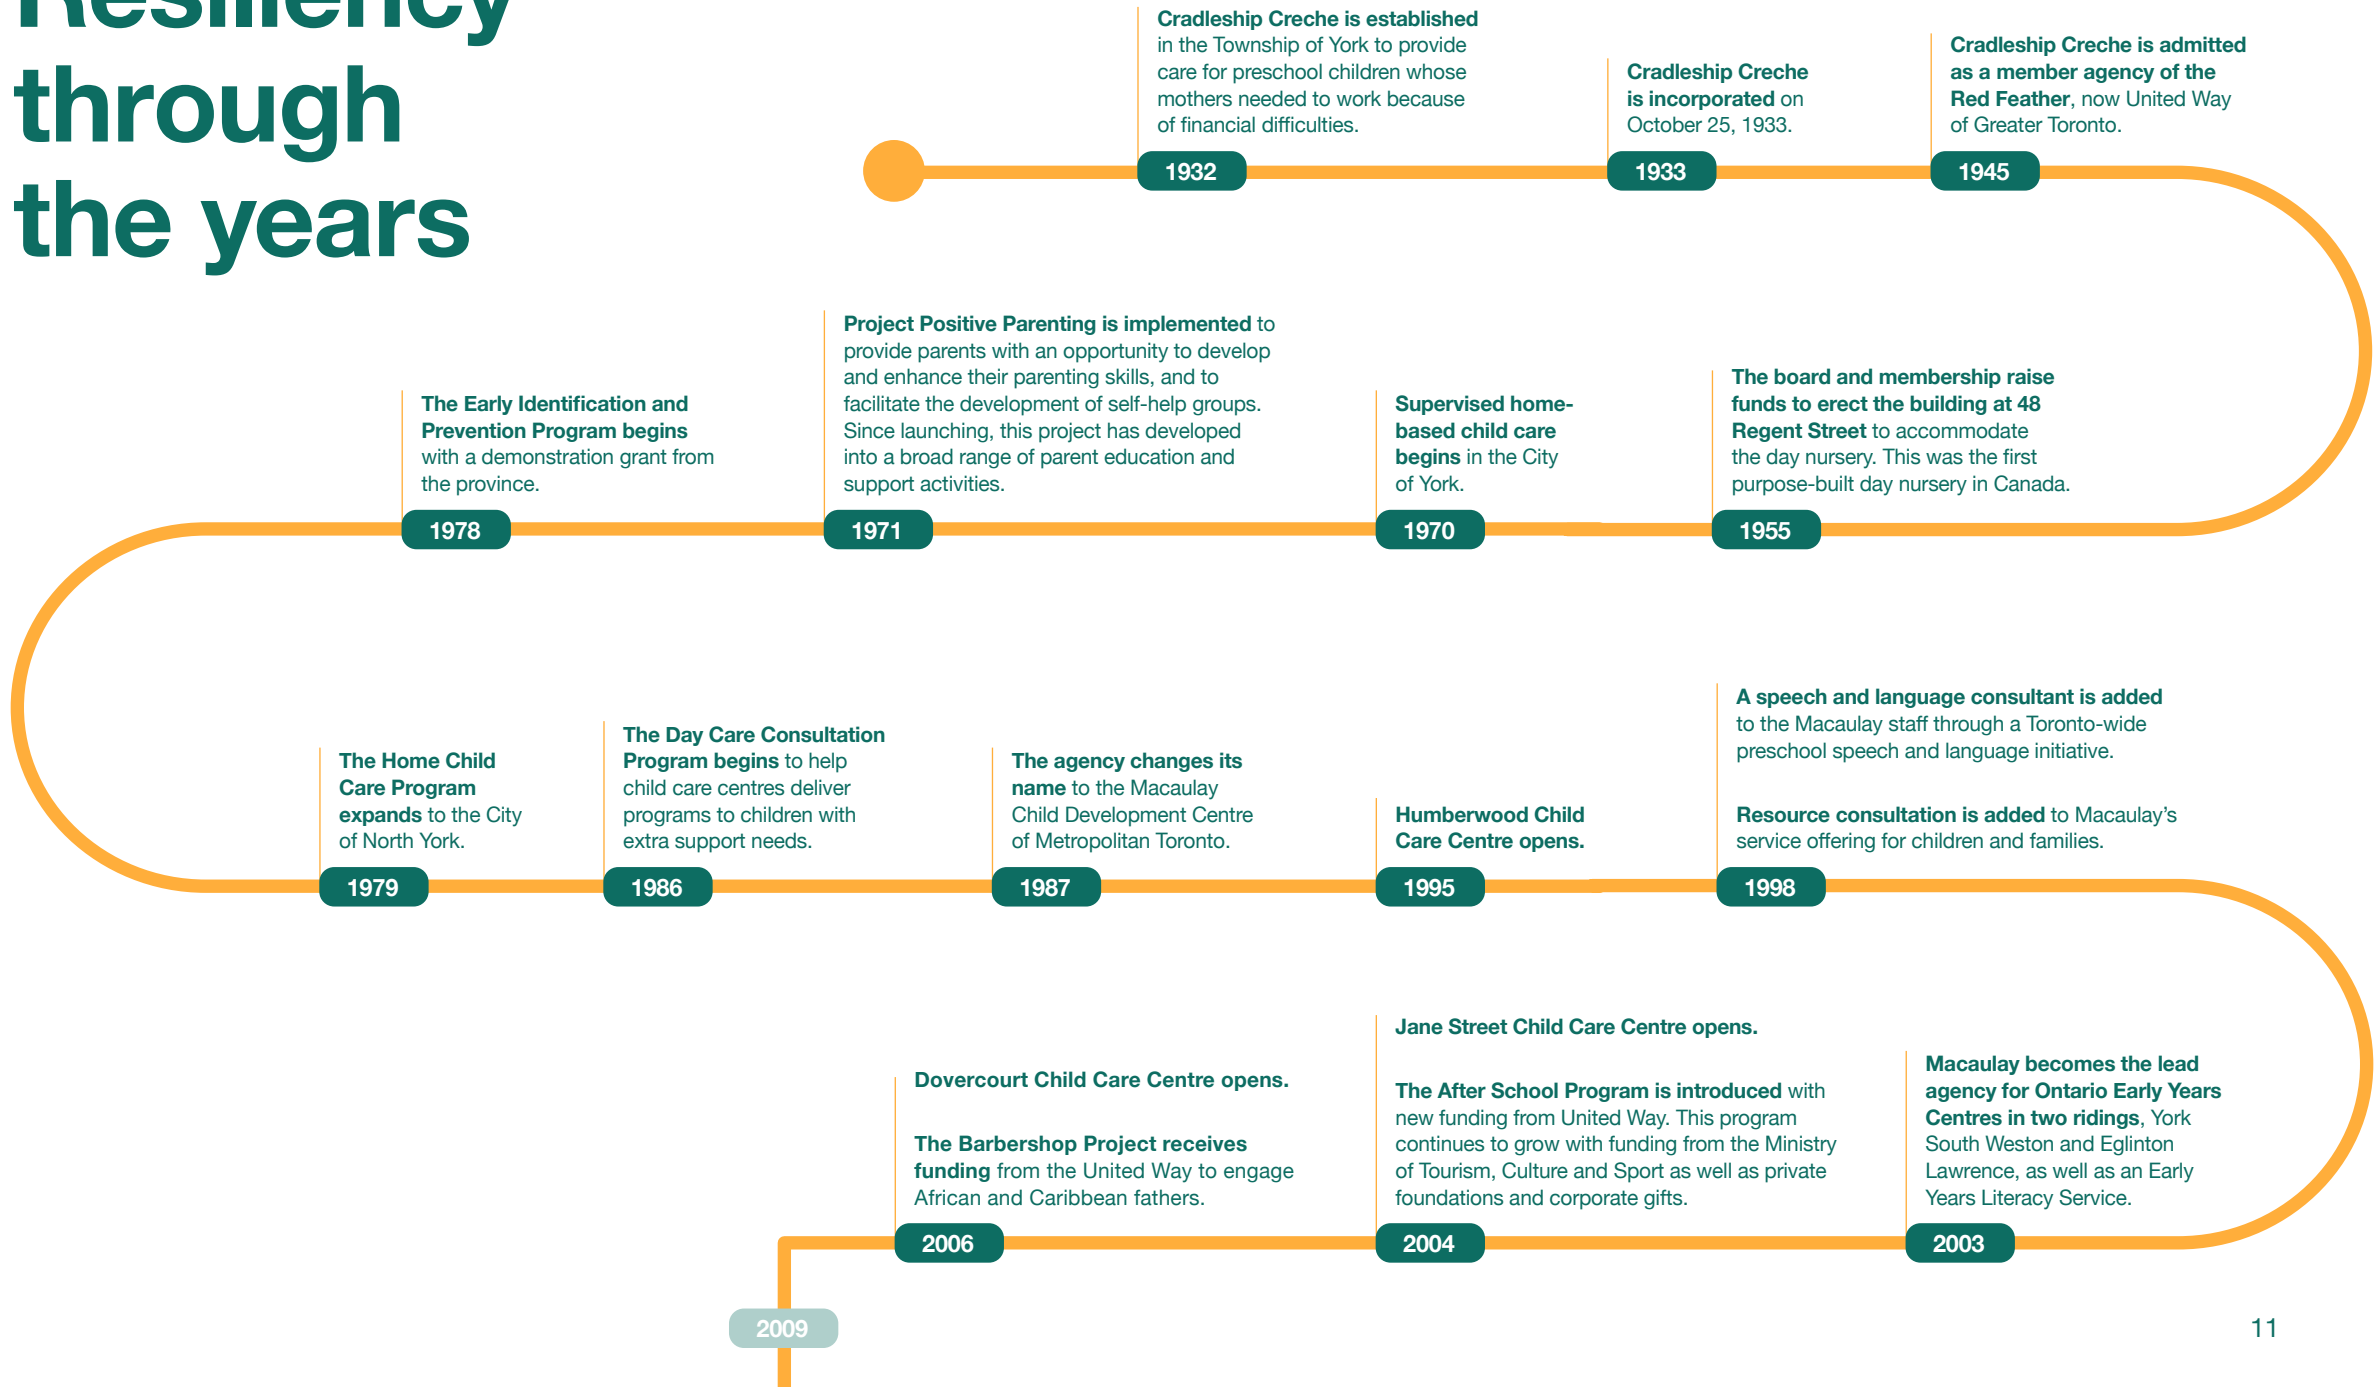 Resiliency
through
the years
Cradleship Creche is established
in the Township of York to provide
care for preschool children whose
mothers needed to work because
of financial difficulties.
1932
Cradleship Creche
is incorporated on
October 25, 1933.
1933
Cradleship Creche is admitted
as a member agency of the
Red Feather, now United Way
of Greater Toronto.
1945
The board and membership raise
funds to erect the building at 48
Regent Street to accommodate
the day nursery. This was the first
purpose-built day nursery in Canada.
1955
Supervised home-
based child care
begins in the City
of York.
1970
Project Positive Parenting is implemented to
provide parents with an opportunity to develop
and enhance their parenting skills, and to
facilitate the development of self-help groups.
Since launching, this project has developed
into a broad range of parent education and
support activities.
1971
The Early Identification and
Prevention Program begins
with a demonstration grant from
the province.
1978
The Home Child
Care Program
expands to the City
of North York.
1979
The Day Care Consultation
Program begins to help
child care centres deliver
programs to children with
extra support needs.
1986
The agency changes its
name to the Macaulay
Child Development Centre
of Metropolitan Toronto.
1987
Humberwood Child
Care Centre opens.
1995
A speech and language consultant is added
to the Macaulay staff through a Toronto-wide
preschool speech and language initiative.
Resource consultation is added to Macaulay's
service offering for children and families.
1998
Macaulay becomes the lead
agency for Ontario Early Years
Centres in two ridings, York
South Weston and Eglinton
Lawrence, as well as an Early
Years Literacy Service.
2003
Jane Street Child Care Centre opens.
The After School Program is introduced with
new funding from United Way. This program
continues to grow with funding from the Ministry
of Tourism, Culture and Sport as well as private
foundations and corporate gifts.
2004
Dovercourt Child Care Centre opens.
The Barbershop Project receives
funding from the United Way to engage
African and Caribbean fathers.
2006
2009
11